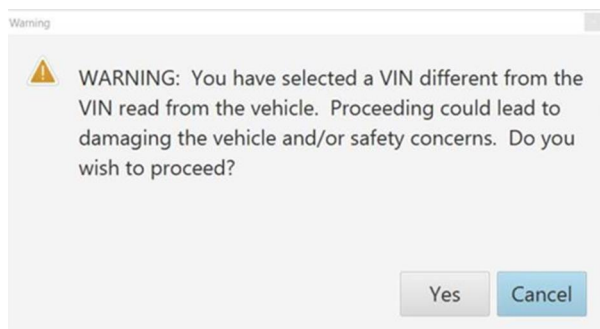 Warning
WARNING:  You have selected a VIN different from the
VIN read from the vehicle.  Proceeding could lead to
damaging the vehicle and/or safety concerns.  Do you
wish to proceed?
Yes
Cancel